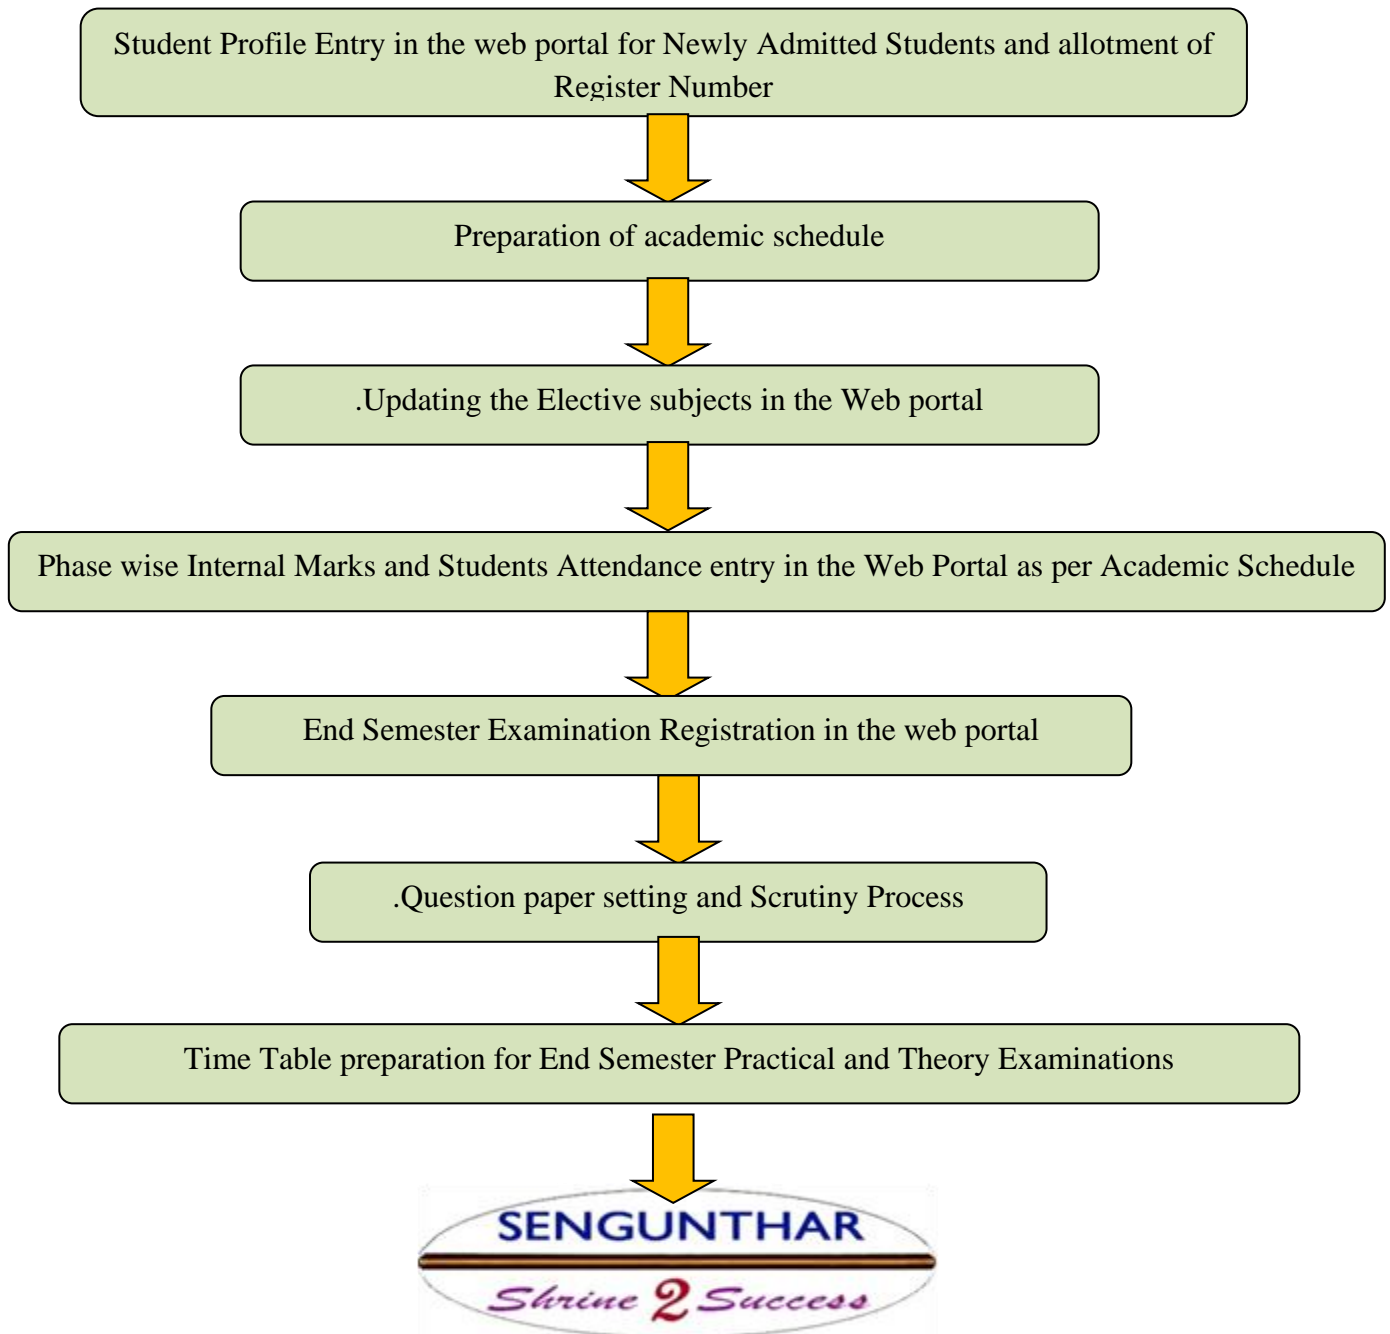 Student Profile Entry in the web portal for Newly Admitted Students and allotment of
Register Number
Preparation of academic schedule
.Updating the Elective subjects in the Web portal
Phase wise Internal Marks and Students Attendance entry in the Web Portal as per Academic Schedule
End Semester Examination Registration in the web portal
.Question paper setting and Scrutiny Process
Time Table preparation for End Semester Practical and Theory Examinations
SENGUNTHAR
Shrine 2 Success